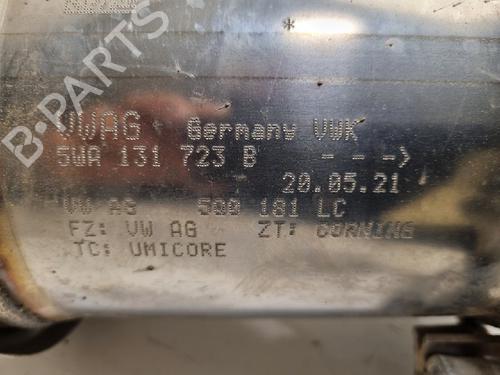 VWAG Germany VWK
5WA 131 723 B - - ->
20.05.21
VW AG 5Q0 181 LC
FZ: VW AG ZT: CORNING
TC: UMICORE
B-PARTS